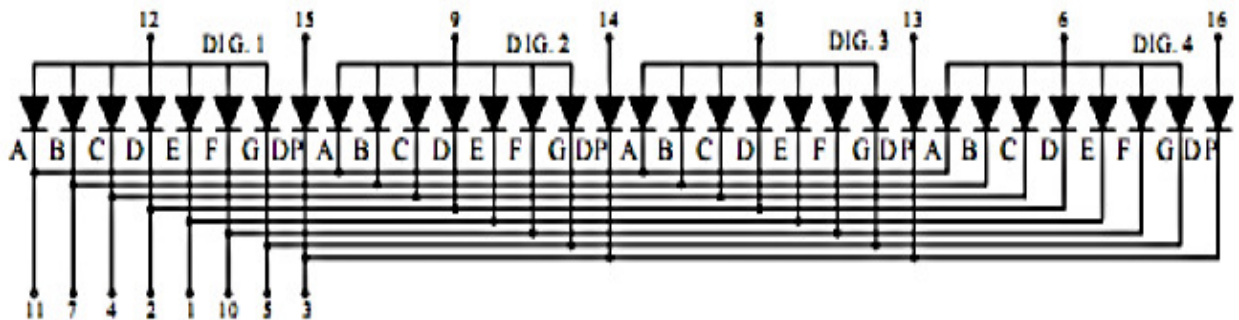 12 15 9 14 8 13 6 16
DIG. 1 DIG. 2 DIG. 3 DIG. 4
A B C D E F G DP A B C D E F G DP A B C D E F G DP A B C D E F G DP
11 7 4 2 1 10 5 3